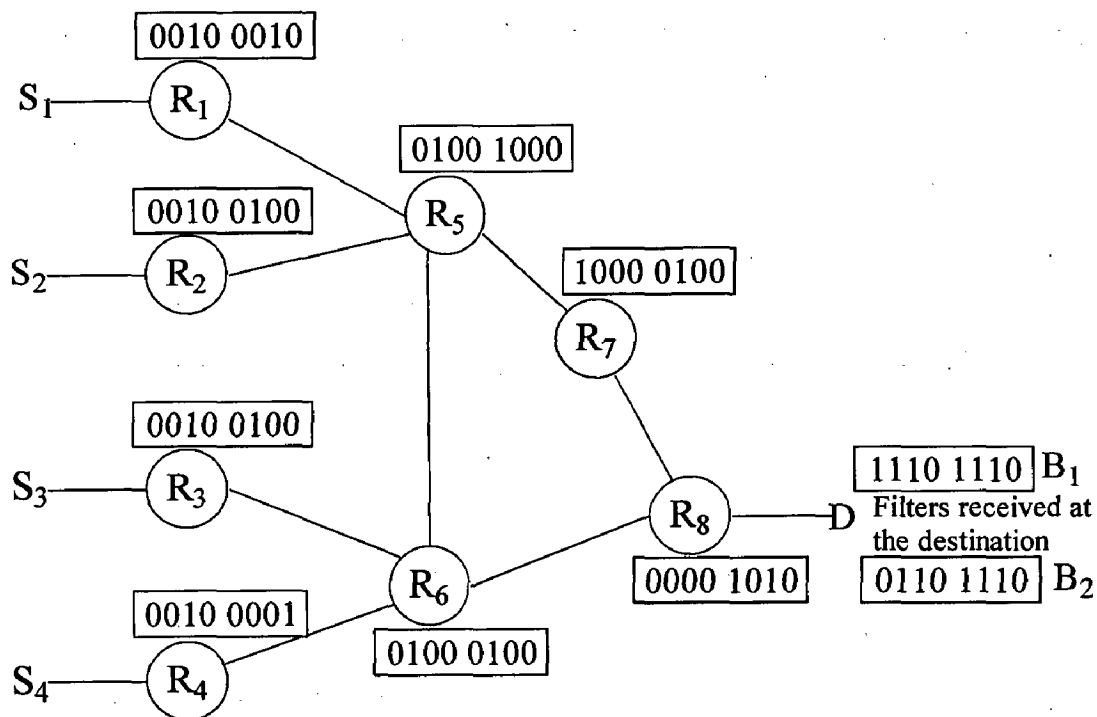 0010 0010
S₁
R₁
0100 1000
R₅
0010 0100
S₂
R₂
1000 0100
R₇
0010 0100
S₃
R₃
1110 1110 B₁
R₈
D
Filters received at
the destination
0000 1010
0110 1110 B₂
R₆
0010 0001
0100 0100
S₄
R₄